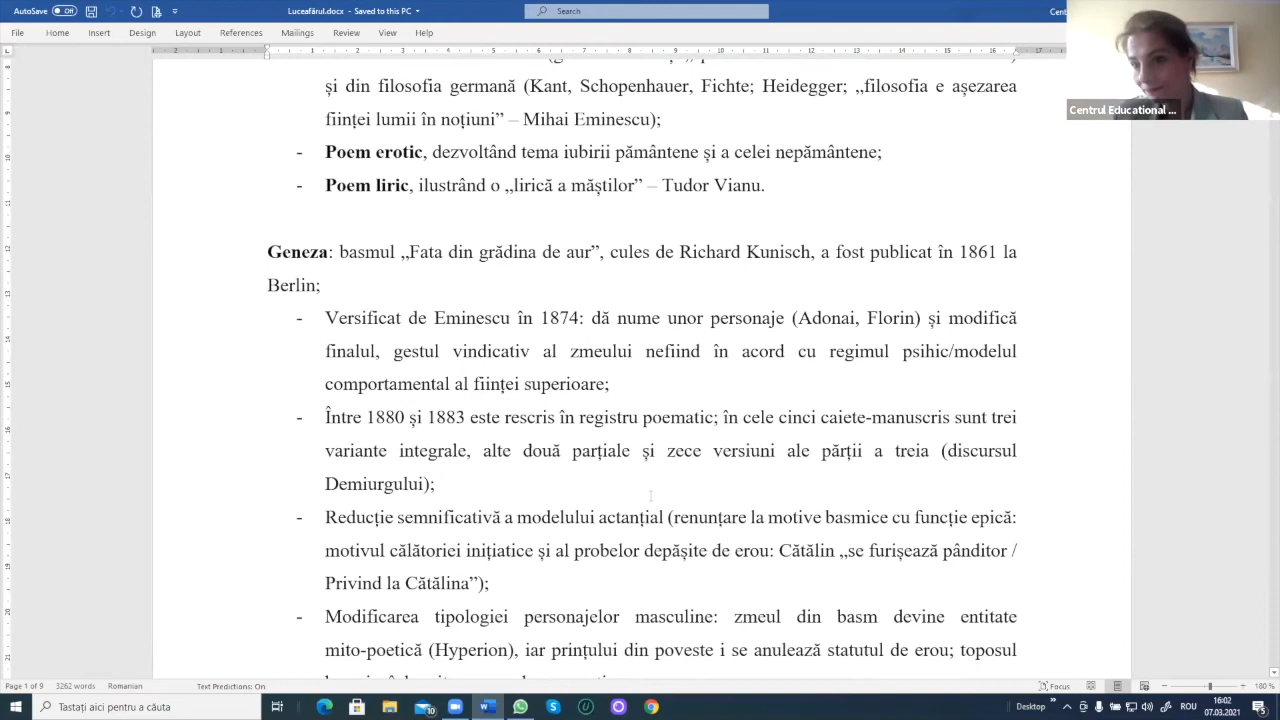 AutoSave Off Luceafărul.docx - Saved to this PC Search Cent
File Home Insert Design Layout References Mailings Review View Help
Centrul Educational ...
și din filosofia germană (Kant, Schopenhauer, Fichte; Heidegger; „filosofia e așezarea
ființei lumii în noțiuni” – Mihai Eminescu);
- Poem erotic, dezvoltând tema iubirii pământene și a celei nepământene;
- Poem liric, ilustrând o „lirică a măștilor” – Tudor Vianu.
Geneza: basmul „Fata din grădina de aur”, cules de Richard Kunisch, a fost publicat în 1861 la
Berlin;
- Versificat de Eminescu în 1874: dă nume unor personaje (Adonai, Florin) și modifică
finalul, gestul vindicativ al zmeului nefiind în acord cu regimul psihic/modelul
comportamental al ființei superioare;
- Între 1880 și 1883 este rescris în registru poematic; în cele cinci caiete-manuscris sunt trei
variante integrale, alte două parțiale și zece versiuni ale părții a treia (discursul
Demiurgului);
- Reducție semnificativă a modelului actanțial (renunțare la motive basmice cu funcție epică:
motivul călătoriei inițiatice și al probelor depășite de erou: Cătălin „se furișează pânditor /
Privind la Cătălina”);
- Modificarea tipologiei personajelor masculine: zmeul din basm devine entitate
mito-poetică (Hyperion), iar prințului din poveste i se anulează statutul de erou; toposul
Page 1 of 9 3262 words Romanian Text Predictions: On Focus 180 %
Tastați aici pentru a căuta Desktop ROU 16:02
07.03.2021